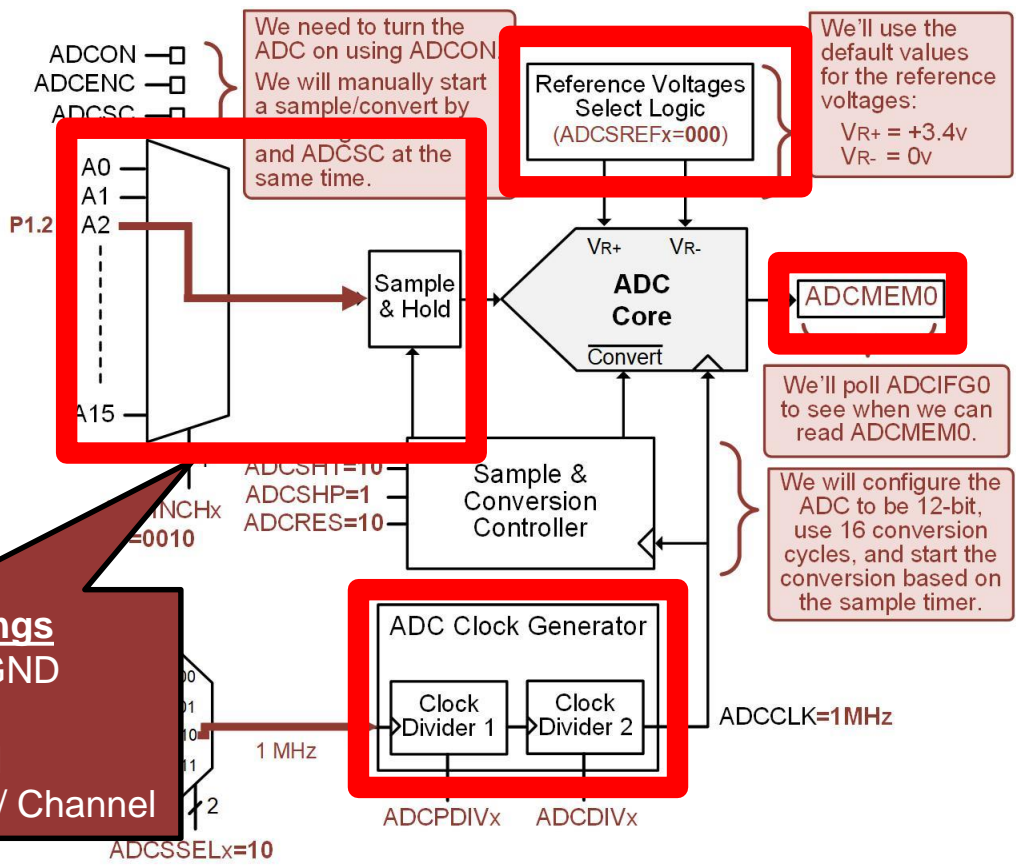 ADCON
ADCENC
ADCSC
We need to turn the
ADC on using ADCON.
We will manually start
a sample/convert by
and ADCSC at the
same time.
Reference Voltages
Select Logic
(ADCSREFx=000)
We'll use the
default values
for the reference
voltages:
VR+ = +3.4v
VR- = 0v
A0
A1
P1.2 A2
A15
Sample
& Hold
VR+ VR-
ADC
Core
Convert
ADCMEM0
We'll poll ADCIFG0
to see when we can
read ADCMEM0.
ADCSHT=10
ADCSHP=1
ADCRES=10
Sample &
Conversion
Controller
We will configure the
ADC to be 12-bit,
use 16 conversion
cycles, and start the
conversion based on
the sample timer.
INCHx
=0010
ngs
GND
/ Channel
00
01
10
11
2
ADCSSELx=10
1 MHz
ADC Clock Generator
Clock
Divider 1
Clock
Divider 2
ADCCLK=1MHz
ADCPDIVx ADCDIVx